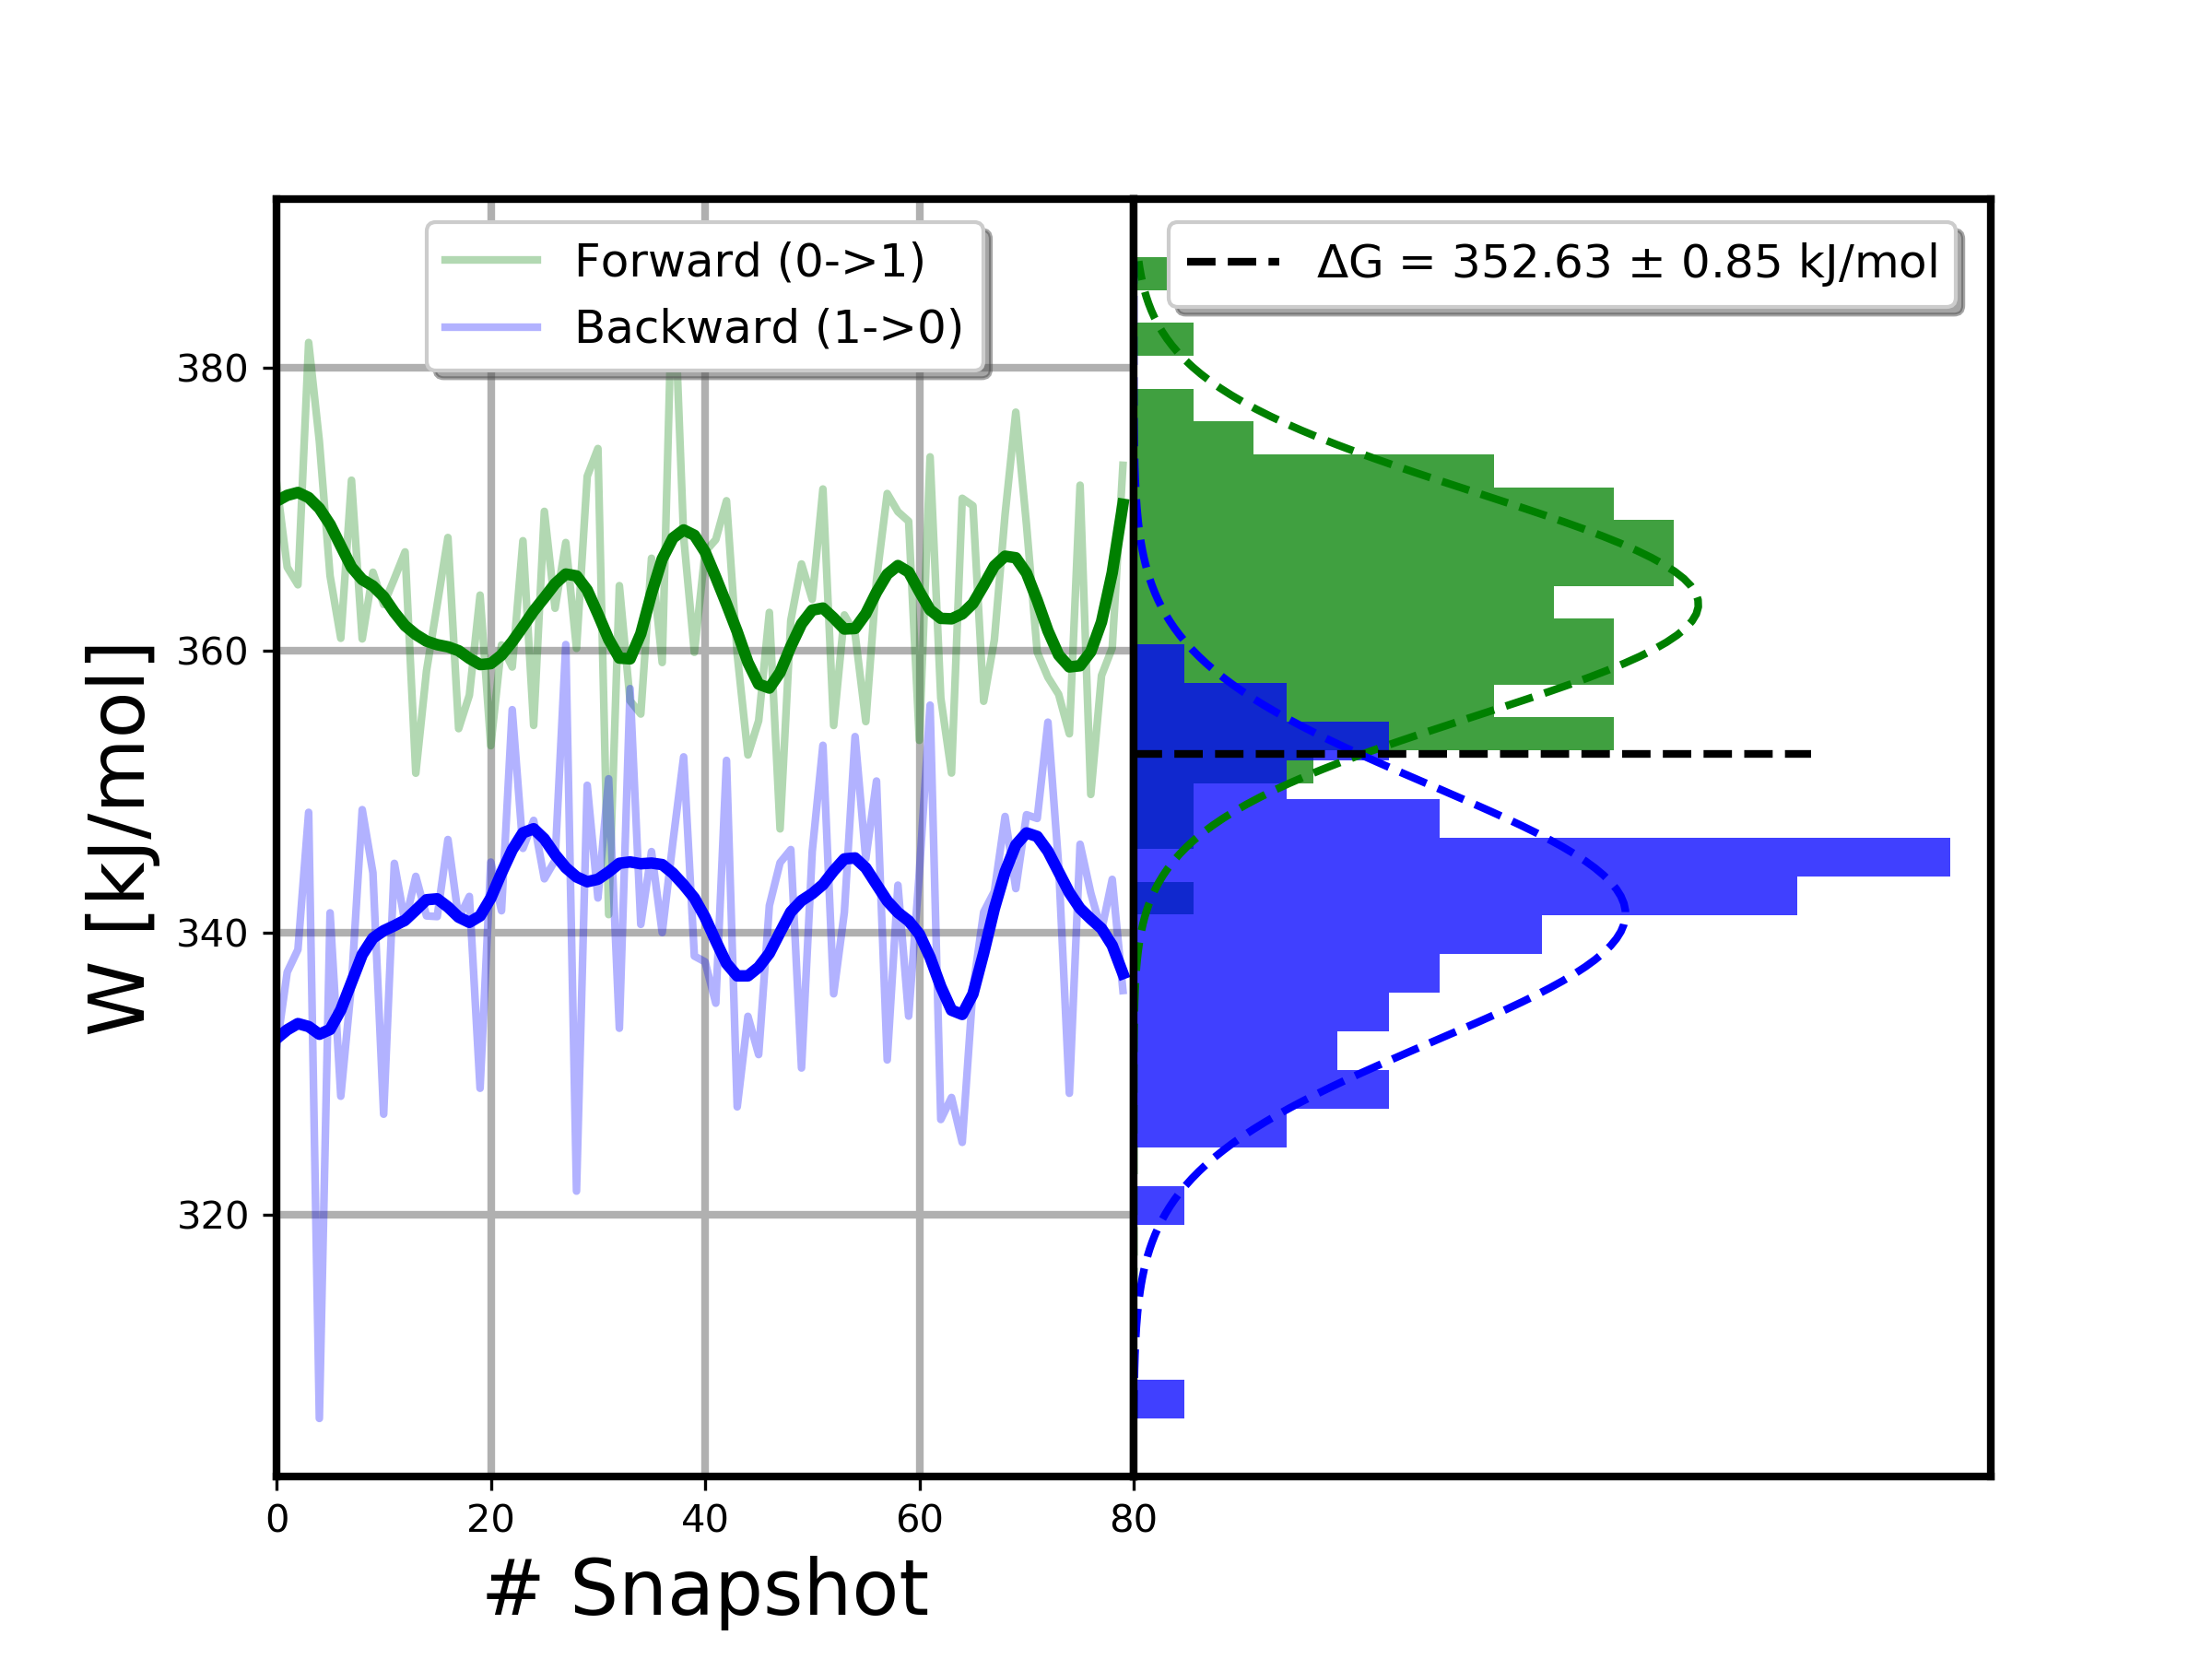 Forward (0->1)
Backward (1->0)
ΔG = 352.63 ± 0.85 kJ/mol
W [kJ/mol]
380
360
340
320
0 20 40 60 80
# Snapshot